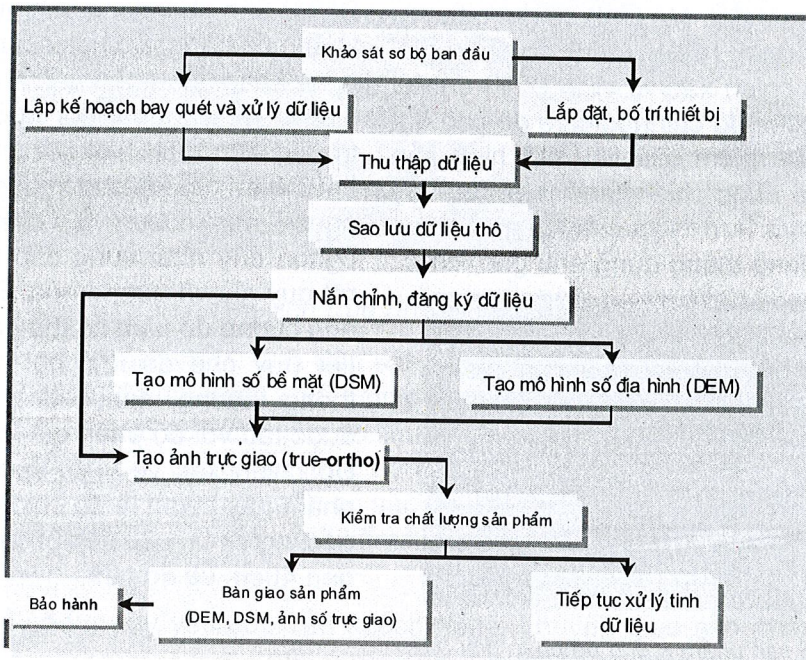 Khảo sát sơ bộ ban đầu
Lập kế hoạch bay quét và xử lý dữ liệu
Lắp đặt, bố trí thiết bị
Thu thập dữ liệu
Sao lưu dữ liệu thô
Nắn chỉnh, đăng ký dữ liệu
Tạo mô hình số bề mặt (DSM)
Tạo mô hình số địa hình (DEM)
Tạo ảnh trực giao (true-ortho)
Kiểm tra chất lượng sản phẩm
Bàn giao sản phẩm
(DEM, DSM, ảnh số trực giao)
Bảo hành
Tiếp tục xử lý tinh
dữ liệu